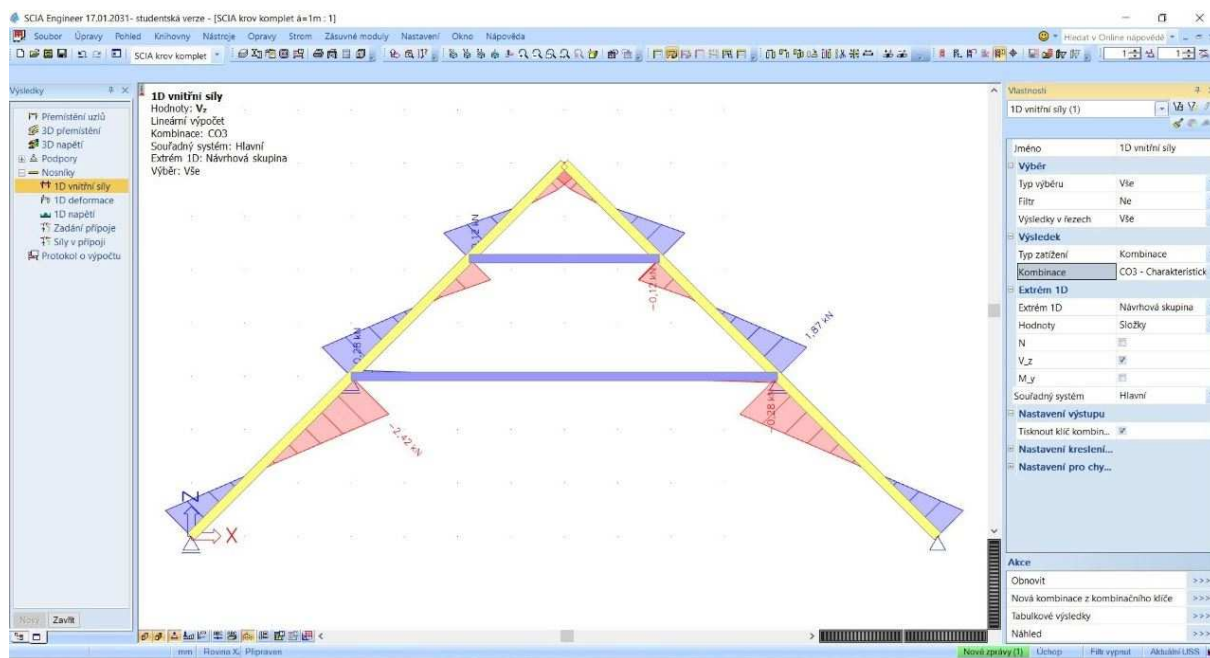 SCIA Engineer 17.01.2031- studentská verze - [SCIA krov komplet á=1m : 1]
Soubor Úpravy Pohled Knihovny Nástroje Opravy Strom Zásuvné moduly Nastavení Okno Nápověda
Hledat v Online nápovědě
SCIA krov komplet
1
1
Výsledky
Přemístění uzlů
3D přemístění
3D napětí
Podpory
Nosníky
1D vnitřní síly
1D deformace
1D napětí
Zadání přípoje
Síly v přípoji
Protokol o výpočtu
Nový Zavřít
1D vnitřní síly
Hodnoty: Vz
Lineární výpočet
Kombinace: CO3
Souřadný systém: Hlavní
Extrém 1D: Návrhová skupina
Výběr: Vše
0,12 kN
-0,12 kN
0,28 kN
1,87 kN
-2,42 kN
-0,28 kN
Z
X
Vlastnosti
1D vnitřní síly (1)
Jméno 1D vnitřní síly
Výběr
Typ výběru Vše
Filtr Ne
Výsledky v řezech Vše
Výsledek
Typ zatížení Kombinace
Kombinace CO3 - Charakteristick
Extrém 1D
Extrém 1D Návrhová skupina
Hodnoty Složky
N
V_z
M_y
Souřadný systém Hlavní
Nastavení výstupu
Tisknout klíč kombin...
Nastavení kreslení...
Nastavení pro chy...
Akce
Obnovit >>>
Nová kombinace z kombinačního klíče >>>
Tabulkové výsledky >>>
Náhled >>>
mm Rovina X Připraven
Nové zprávy (1) Úchop Filtr vypnut Aktuální USS